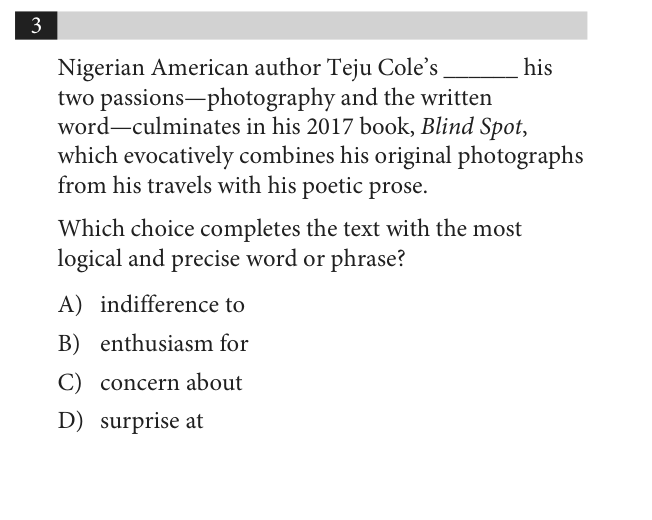 3
Nigerian American author Teju Cole’s ______ his
two passions—photography and the written
word—culminates in his 2017 book, Blind Spot,
which evocatively combines his original photographs
from his travels with his poetic prose.
Which choice completes the text with the most
logical and precise word or phrase?
A) indifference to
B) enthusiasm for
C) concern about
D) surprise at